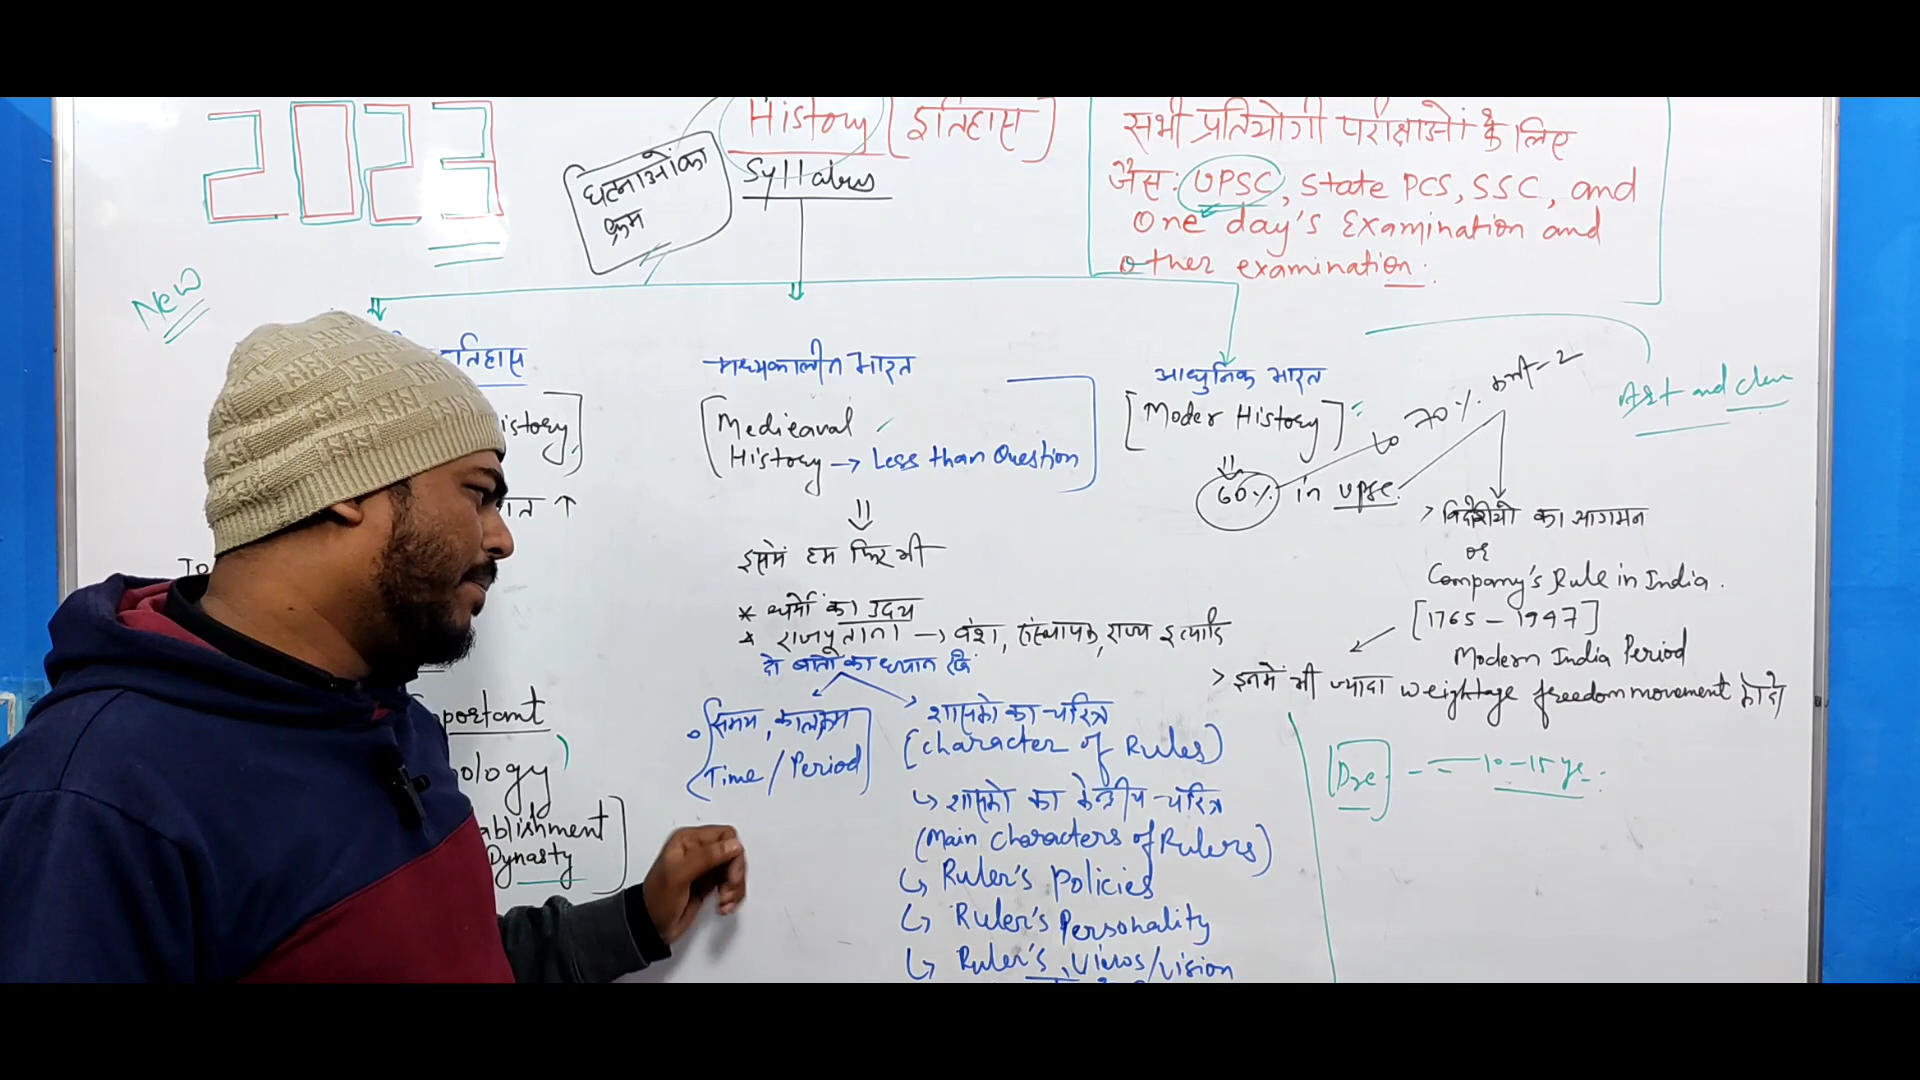 2023
History [इतिहास]
Syllabus
घटनाओं का
क्रम
New
सभी प्रतियोगी परीक्षाओं के लिए
जैसे: UPSC, State PCS, SSC, and
One day's Examination and
other examination.
तिहास
istory]
↑
To
portant
ology
ablishment
Dynasty
मध्यकालीन भारत
[Medieaval
History → Less than Question]
इसमें हम फिर भी
* धर्मो का उदय
* राजपूताना → वंश, संस्थापक, राज्य इत्यादि
दो बातों का ध्यान रखें
समय, कालक्रम
(Time / Period)
> शासको का चरित्र
(Character of Rules)
↳ शासको का केन्द्रीय चरित्र
(Main Characters of Rulers)
↳ Ruler's Policies
↳ Ruler's Personality
↳ Ruler's, Views/Vision
आधुनिक भारत
[Moder History]
60% in upsc. to 70%
Art and
> विदेशियो का आगमन
or
Company's Rule in India.
[1765 - 1947]
Modern India Period
> इनमें भी ज्यादा weightage freedom movement को दे
[Pre] - 10-15